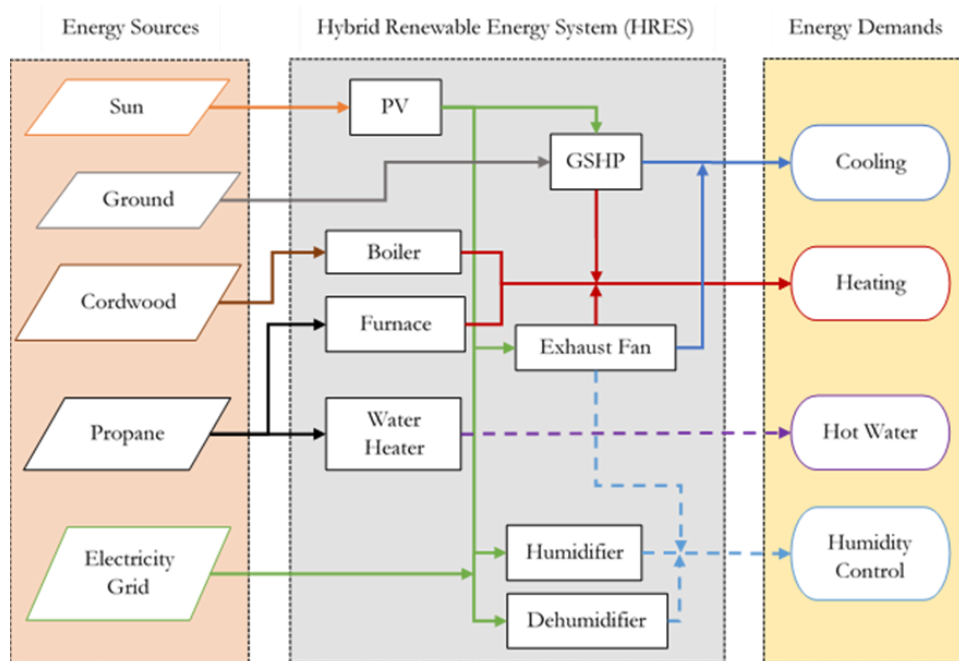 Energy Sources
Hybrid Renewable Energy System (HRES)
Energy Demands
Sun
PV
GSHP
Cooling
Ground
Boiler
Cordwood
Heating
Furnace
Exhaust Fan
Propane
Water
Heater
Hot Water
Electricity
Grid
Humidifier
Humidity
Control
Dehumidifier